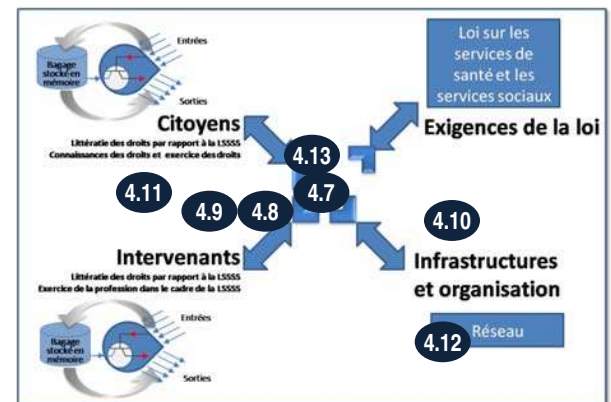 Entrées
Bagage
stocké en
mémoire
Sorties
Citoyens
Littératie des droits par rapport à la LSSSS
Connaissances des droits et exercice des droits
Loi sur les
services de
santé et les
services sociaux
Exigences de la loi
4.13
4.11
4.9
4.8
4.7
4.10
Intervenants
Littératie des droits par rapport à la LSSSS
Exercice de la profession dans le cadre de la LSSSS
Infrastructures
et organisation
4.12
Réseau
Entrées
Bagage
stocké en
mémoire
Sorties